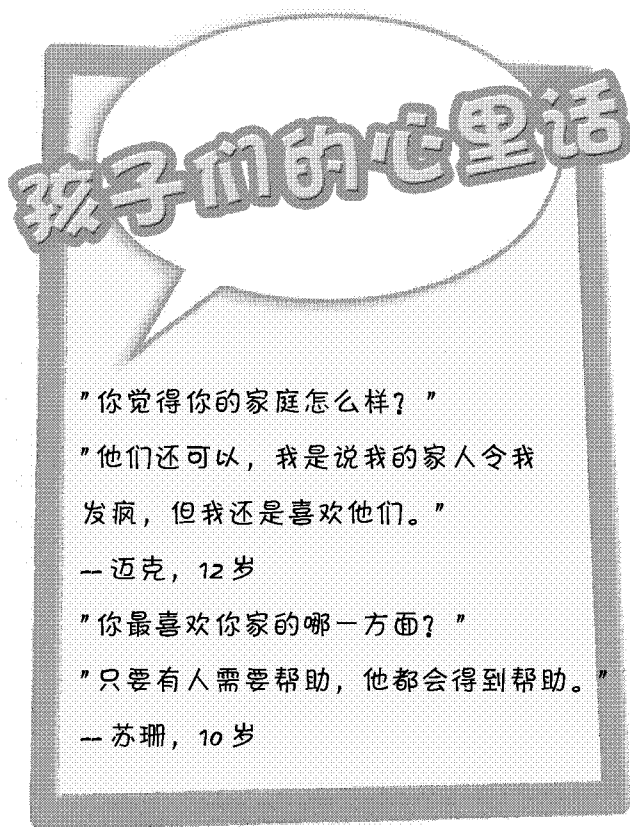 孩子们的心里话
"你觉得你的家庭怎么样？"
"他们还可以，我是说我的家人令我
发疯，但我还是喜欢他们。"
--迈克，12岁
"你最喜欢你家的哪一方面？"
"只要有人需要帮助，他都会得到帮助。"
--苏珊，10岁